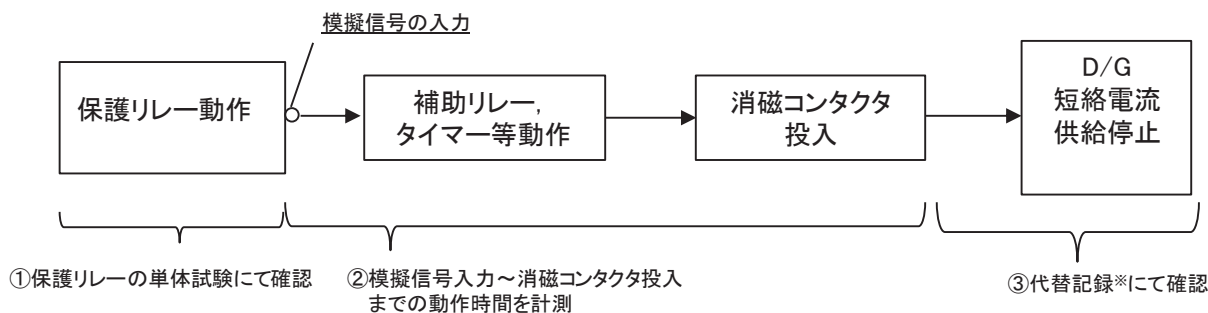 模擬信号の入力
保護リレー動作
補助リレー,
タイマー等動作
消磁コンタクタ
投入
D/G
短絡電流
供給停止
①保護リレーの単体試験にて確認
②模擬信号入力～消磁コンタクタ投入
までの動作時間を計測
③代替記録※にて確認